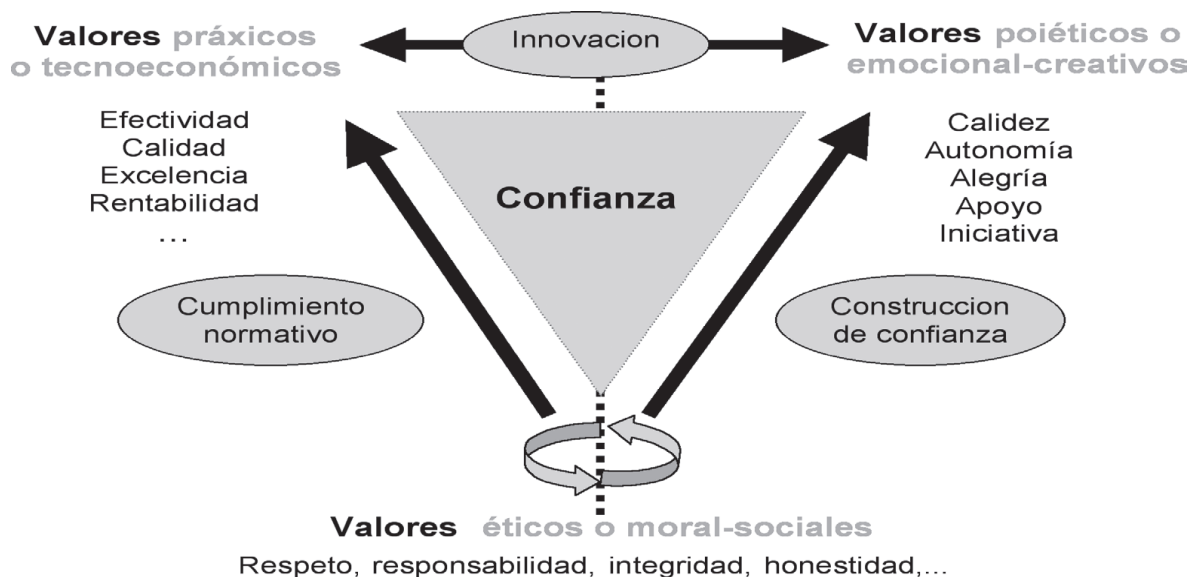 Innovacion
Valores práxicos
o tecnoeconómicos
Valores poiéticos o
emocional-creativos
Efectividad
Calidad
Excelencia
Rentabilidad
...
Confianza
Calidez
Autonomía
Alegría
Apoyo
Iniciativa
Cumplimiento
normativo
Construccion
de confianza
Valores éticos o moral-sociales
Respeto, responsabilidad, integridad, honestidad,...